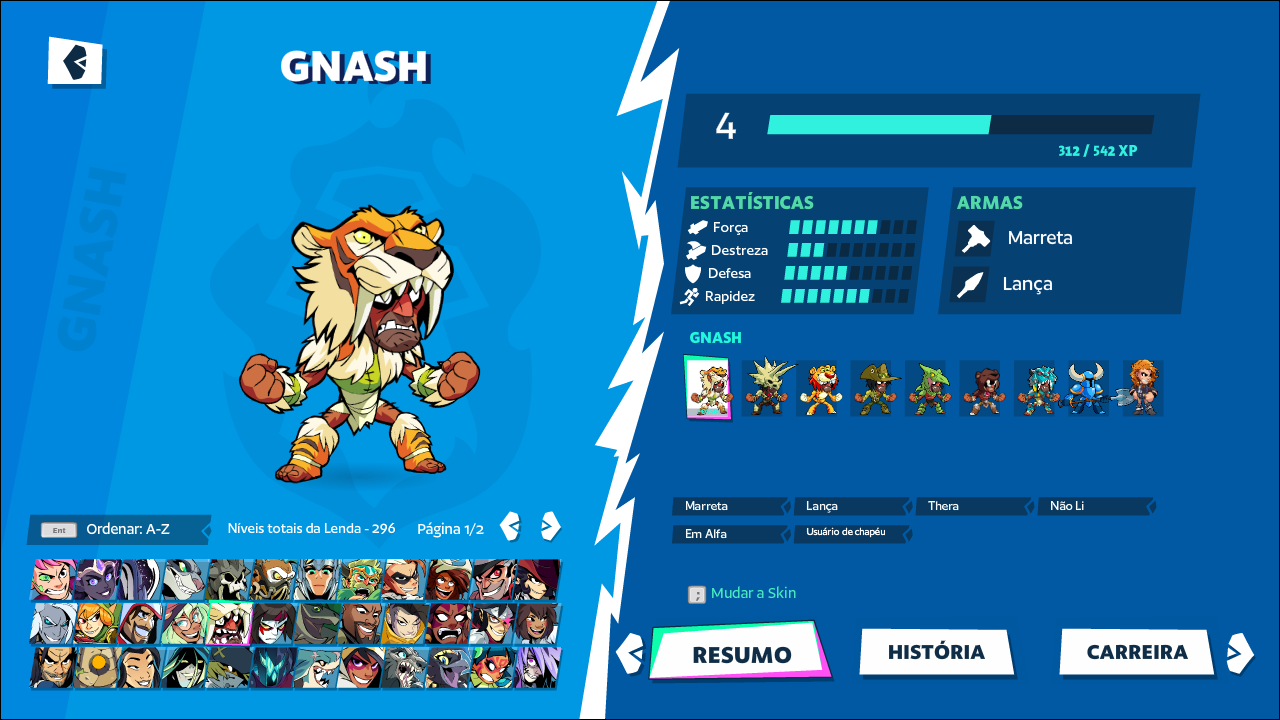 GNASH
GNASH
4
312 / 542 XP
ESTATÍSTICAS
Força
Destreza
Defesa
Rapidez
ARMAS
Marreta
Lança
GNASH
Marreta
Lança
Thera
Não Li
Em Alfa
Usuário de chapéu
; Mudar a Skin
Ent Ordenar: A-Z
Níveis totais da Lenda - 296
Página 1/2
RESUMO
HISTÓRIA
CARREIRA